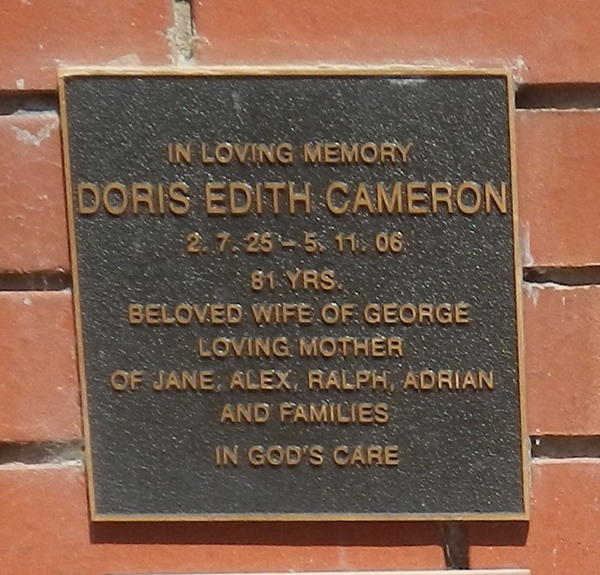 IN LOVING MEMORY
DORIS EDITH CAMERON
2. 7. 25 – 5. 11. 06
81 YRS.
BELOVED WIFE OF GEORGE
LOVING MOTHER
OF JANE, ALEX, RALPH, ADRIAN
AND FAMILIES
IN GOD'S CARE